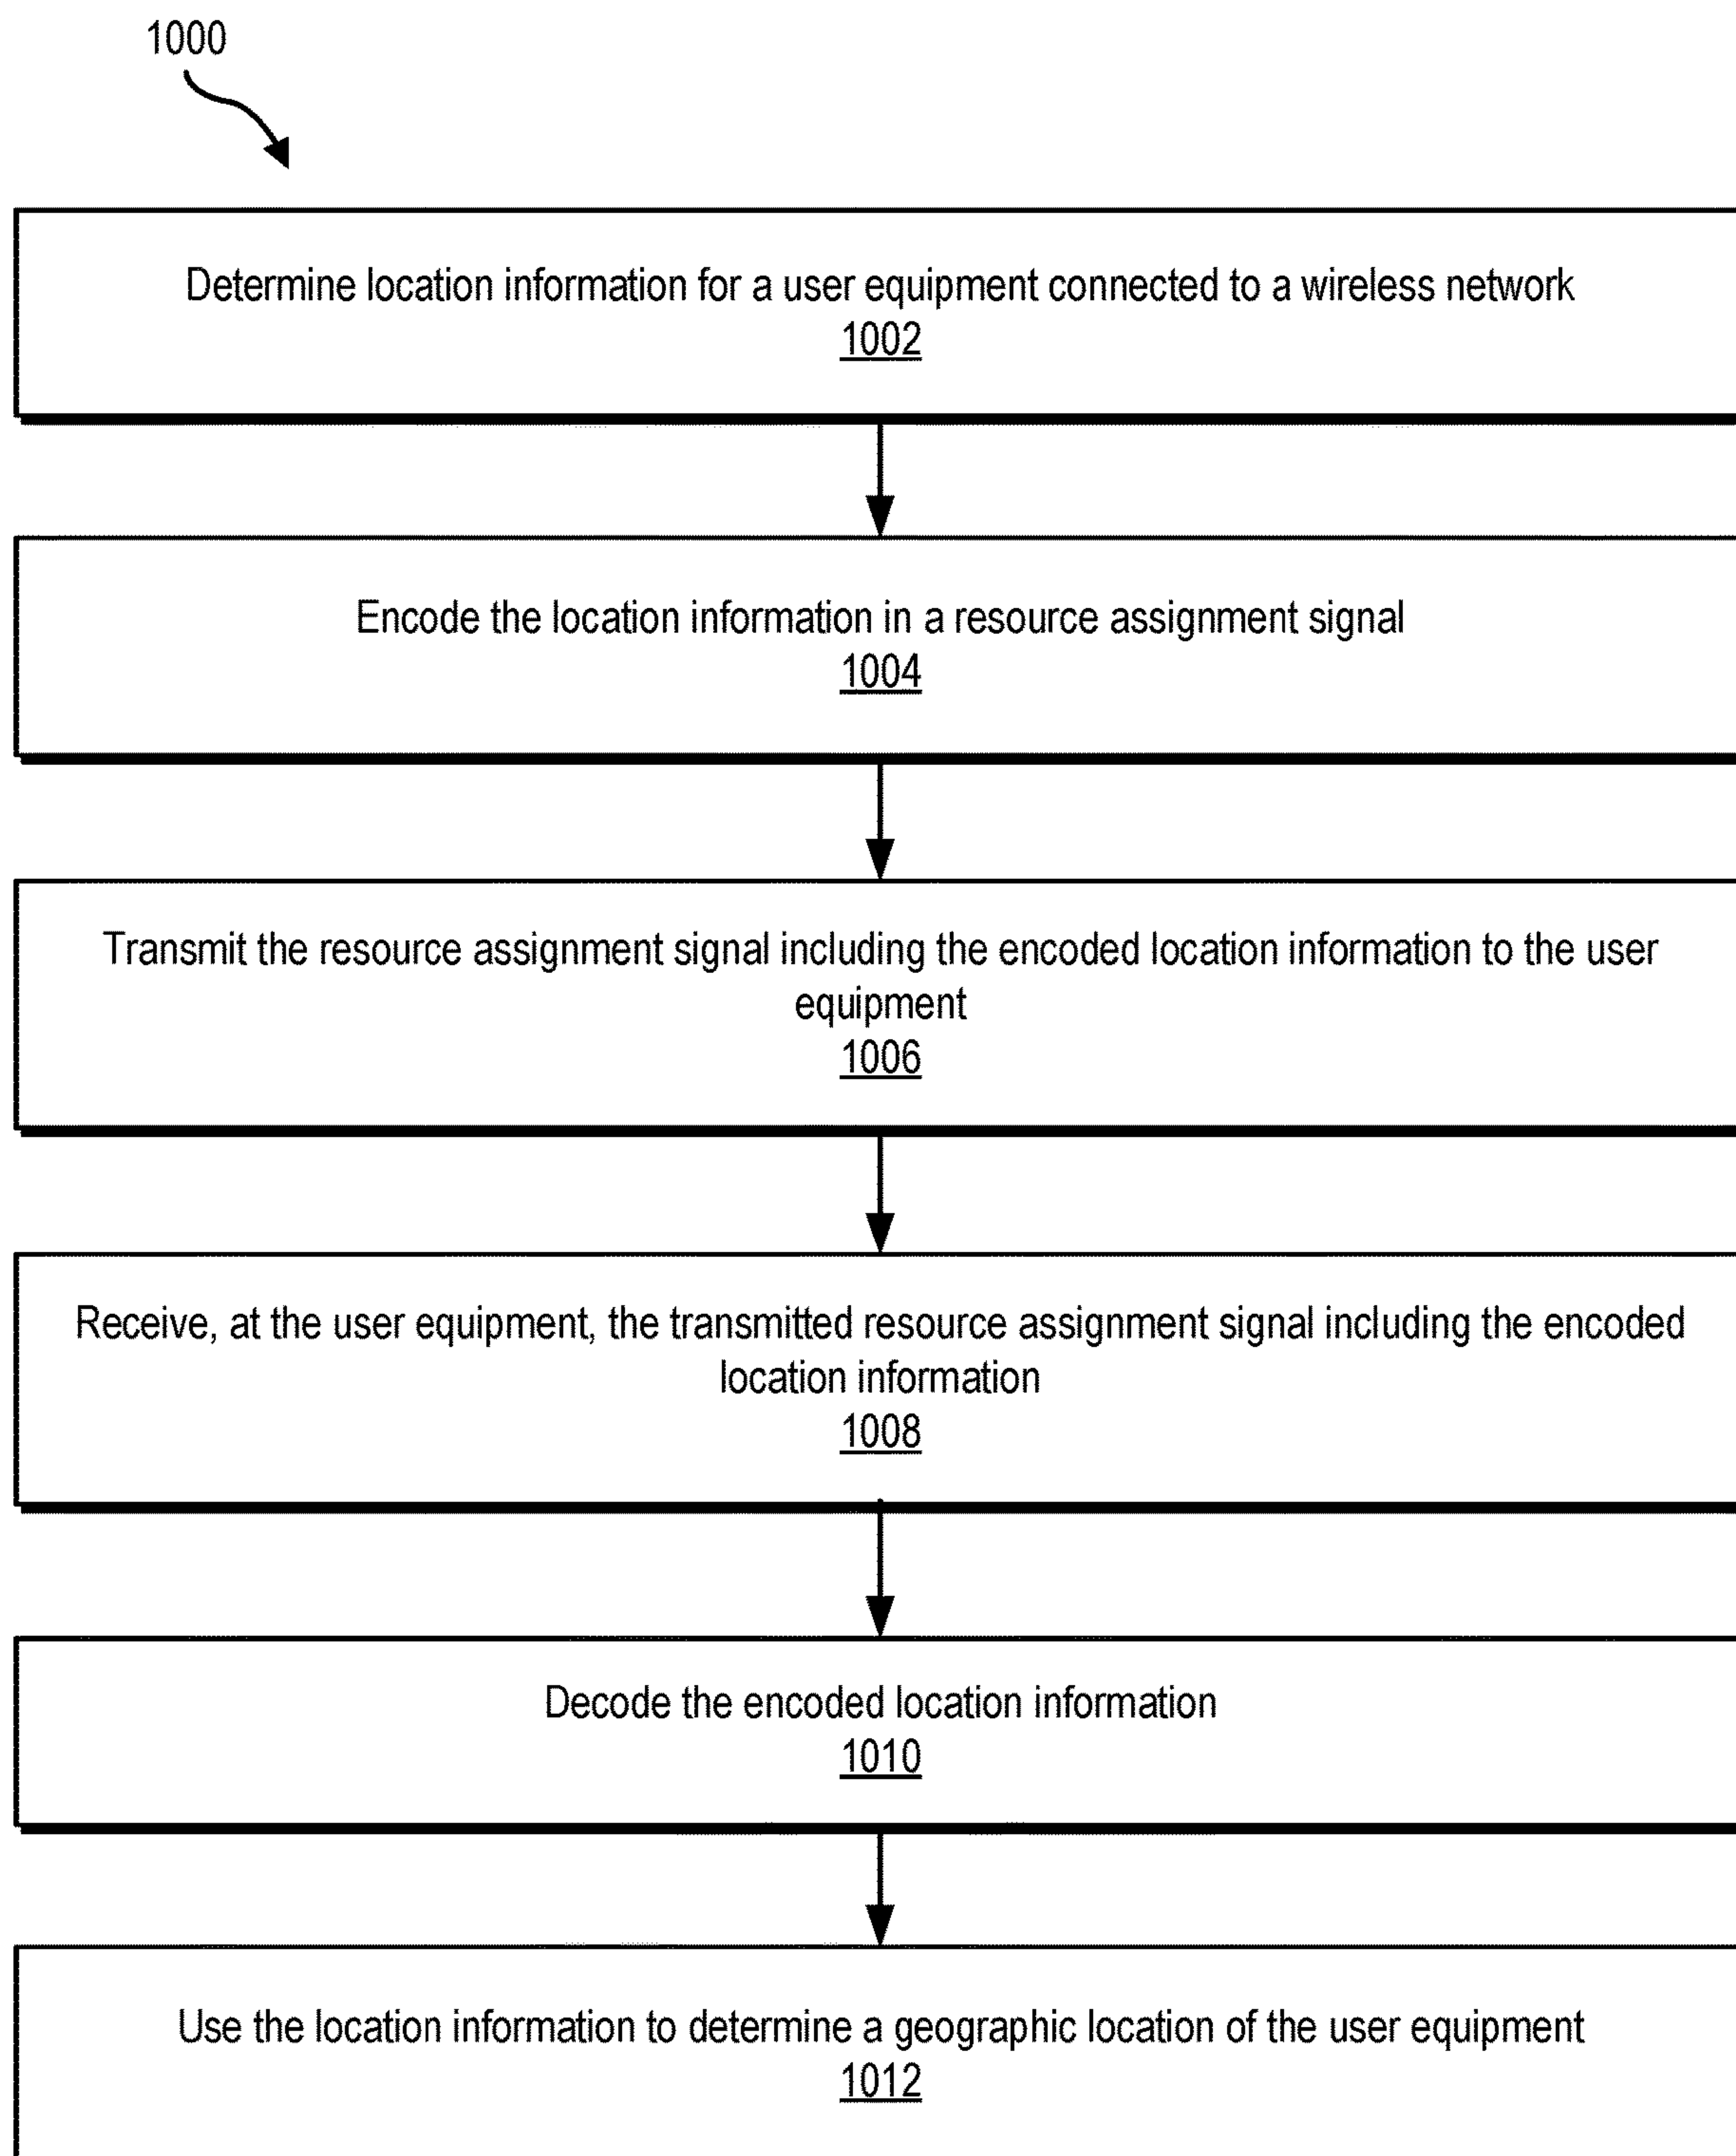 1000
Determine location information for a user equipment connected to a wireless network
1002
Encode the location information in a resource assignment signal
1004
Transmit the resource assignment signal including the encoded location information to the user
equipment
1006
Receive, at the user equipment, the transmitted resource assignment signal including the encoded
location information
1008
Decode the encoded location information
1010
Use the location information to determine a geographic location of the user equipment
1012